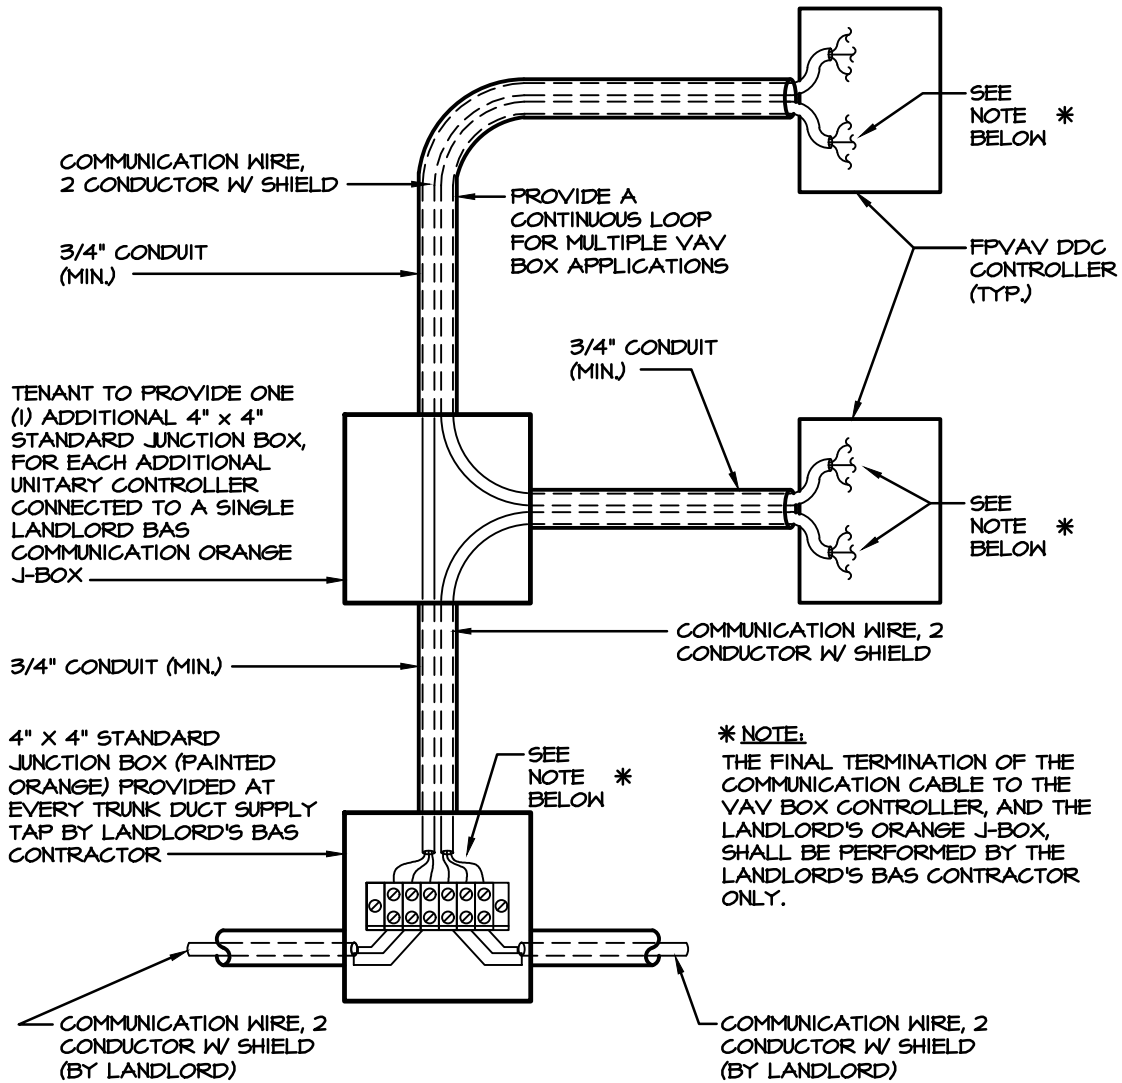 SEE
NOTE *
BELOW
COMMUNICATION WIRE,
2 CONDUCTOR W/ SHIELD
PROVIDE A
CONTINUOUS LOOP
FOR MULTIPLE VAV
BOX APPLICATIONS
3/4" CONDUIT
(MIN.)
FPVAV DDC
CONTROLLER
(TYP.)
3/4" CONDUIT
(MIN.)
TENANT TO PROVIDE ONE
(1) ADDITIONAL 4" x 4"
STANDARD JUNCTION BOX,
FOR EACH ADDITIONAL
UNITARY CONTROLLER
CONNECTED TO A SINGLE
LANDLORD BAS
COMMUNICATION ORANGE
J-BOX
SEE
NOTE *
BELOW
COMMUNICATION WIRE, 2
CONDUCTOR W/ SHIELD
3/4" CONDUIT (MIN.)
4" X 4" STANDARD
JUNCTION BOX (PAINTED
ORANGE) PROVIDED AT
EVERY TRUNK DUCT SUPPLY
TAP BY LANDLORD'S BAS
CONTRACTOR
SEE
NOTE *
BELOW
* NOTE:
THE FINAL TERMINATION OF THE
COMMUNICATION CABLE TO THE
VAV BOX CONTROLLER, AND THE
LANDLORD'S ORANGE J-BOX,
SHALL BE PERFORMED BY THE
LANDLORD'S BAS CONTRACTOR
ONLY.
COMMUNICATION WIRE, 2
CONDUCTOR W/ SHIELD
(BY LANDLORD)
COMMUNICATION WIRE, 2
CONDUCTOR W/ SHIELD
(BY LANDLORD)